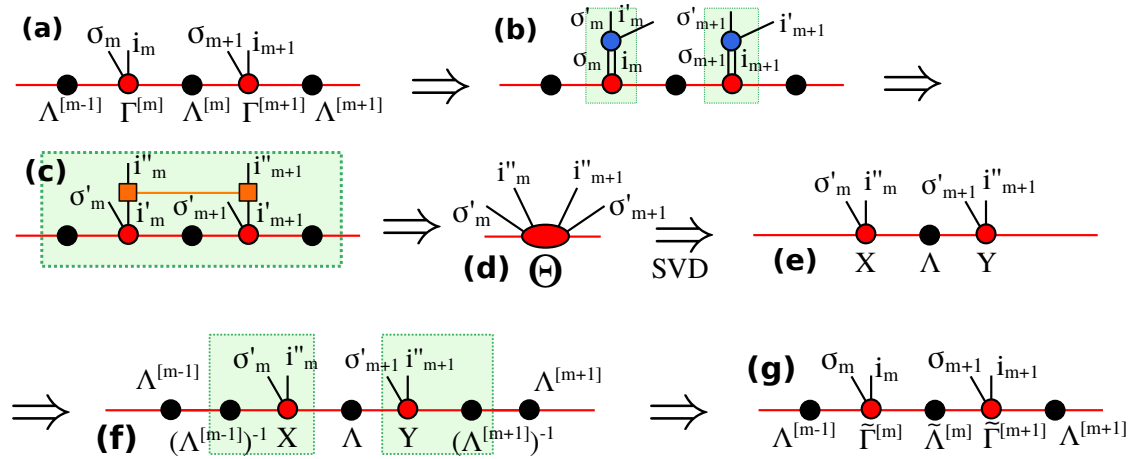 (a)
σₘ iₘ σₘ₊₁ iₘ₊₁
Λ^[m-1] Γ^[m] Λ^[m] Γ^[m+1] Λ^[m+1]
⇒
(b)
σ'ₘ i'ₘ σ'ₘ₊₁ i'ₘ₊₁
σₘ iₘ σₘ₊₁ iₘ₊₁
⇒
(c)
i''ₘ i''ₘ₊₁
σ'ₘ i'ₘ σ'ₘ₊₁ i'ₘ₊₁
⇒
i''ₘ i''ₘ₊₁
σ'ₘ σ'ₘ₊₁
(d) Θ
⇒
SVD
σ'ₘ i''ₘ σ'ₘ₊₁ i''ₘ₊₁
(e) X Λ Y
⇒
Λ^[m-1] σ'ₘ i''ₘ σ'ₘ₊₁ i''ₘ₊₁ Λ^[m+1]
(f) (Λ^[m-1])^-1 X Λ Y (Λ^[m+1])^-1
⇒
(g)
σₘ iₘ σₘ₊₁ iₘ₊₁
Λ^[m-1] Γ̃^[m] Λ̃^[m] Γ̃^[m+1] Λ^[m+1]